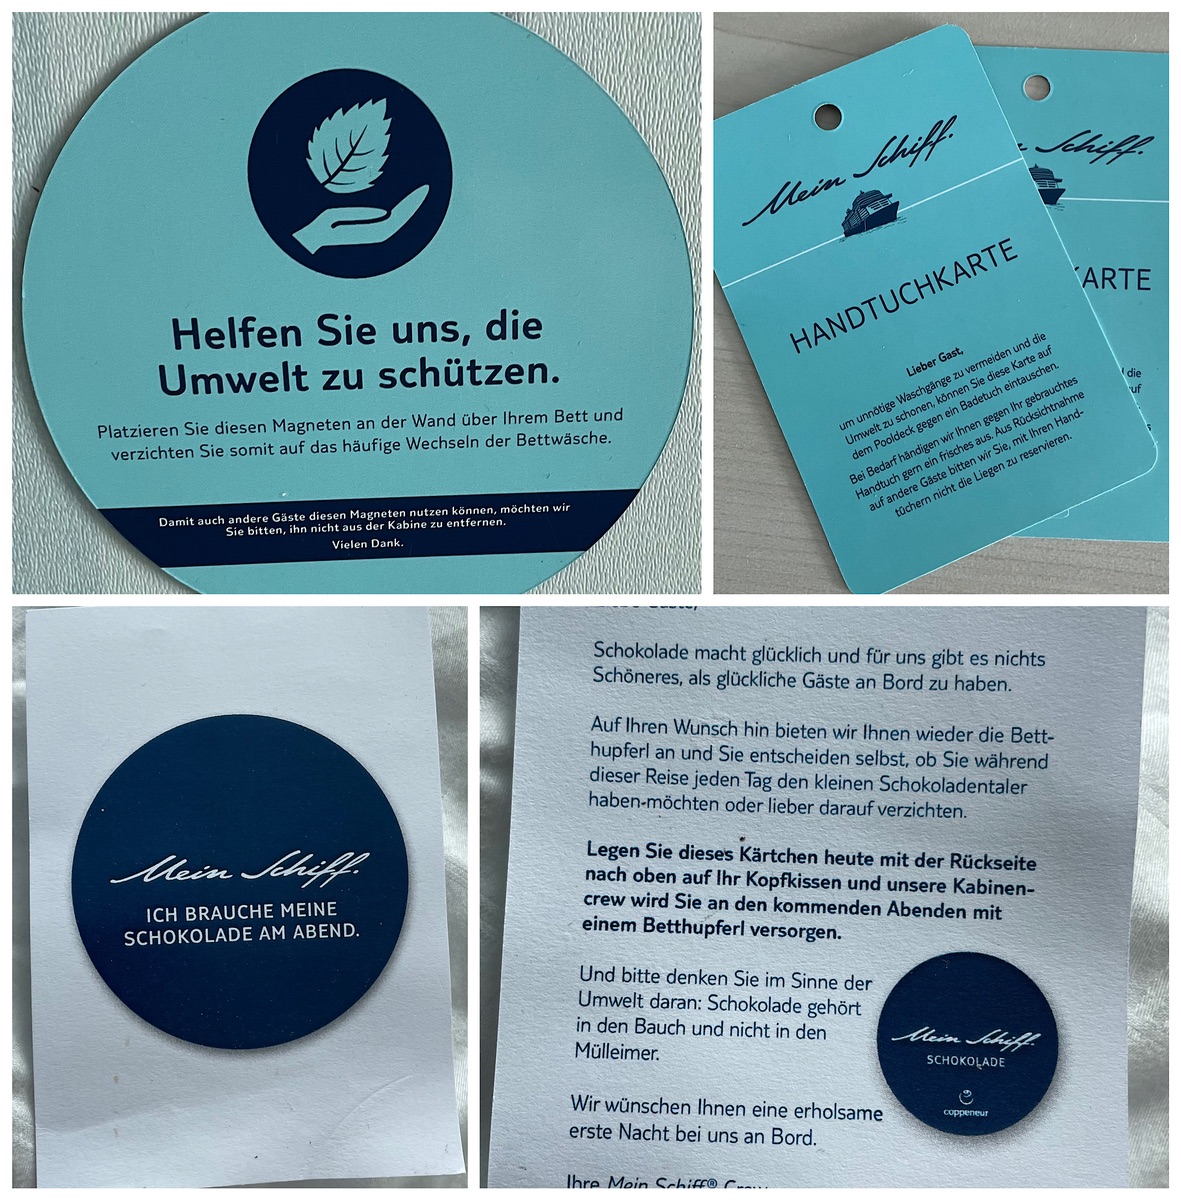 Helfen Sie uns, die
Umwelt zu schützen.
Platzieren Sie diesen Magneten an der Wand über Ihrem Bett und
verzichten Sie somit auf das häufige Wechseln der Bettwäsche.
Damit auch andere Gäste diesen Magneten nutzen können, möchten wir
Sie bitten, ihn nicht aus der Kabine zu entfernen.
Vielen Dank.
Mein Schiff.
HANDTUCHKARTE
Lieber Gast,
um unnötige Waschgänge zu vermeiden und die
Umwelt zu schonen, können Sie diese Karte auf
dem Pooldeck gegen ein Badetuch eintauschen.
Bei Bedarf händigen wir Ihnen gegen Ihr gebrauchtes
Handtuch gern ein frisches aus. Aus Rücksichtnahme
auf andere Gäste bitten wir Sie, mit Ihren Hand-
tüchern nicht die Liegen zu reservieren.
Schiff.
KARTE
die
Mein Schiff.
ICH BRAUCHE MEINE
SCHOKOLADE AM ABEND.
Schokolade macht glücklich und für uns gibt es nichts
Schöneres, als glückliche Gäste an Bord zu haben.
Auf Ihren Wunsch hin bieten wir Ihnen wieder die Bett-
hupferl an und Sie entscheiden selbst, ob Sie während
dieser Reise jeden Tag den kleinen Schokoladentaler
haben-möchten oder lieber darauf verzichten.
Legen Sie dieses Kärtchen heute mit der Rückseite
nach oben auf Ihr Kopfkissen und unsere Kabinen-
crew wird Sie an den kommenden Abenden mit
einem Betthupferl versorgen.
Und bitte denken Sie im Sinne der
Umwelt daran: Schokolade gehört
in den Bauch und nicht in den
Mülleimer.
Mein Schiff.
SCHOKOLADE
coppeneur
Wir wünschen Ihnen eine erholsame
erste Nacht bei uns an Bord.
Ihre Mein Schiff® Crew